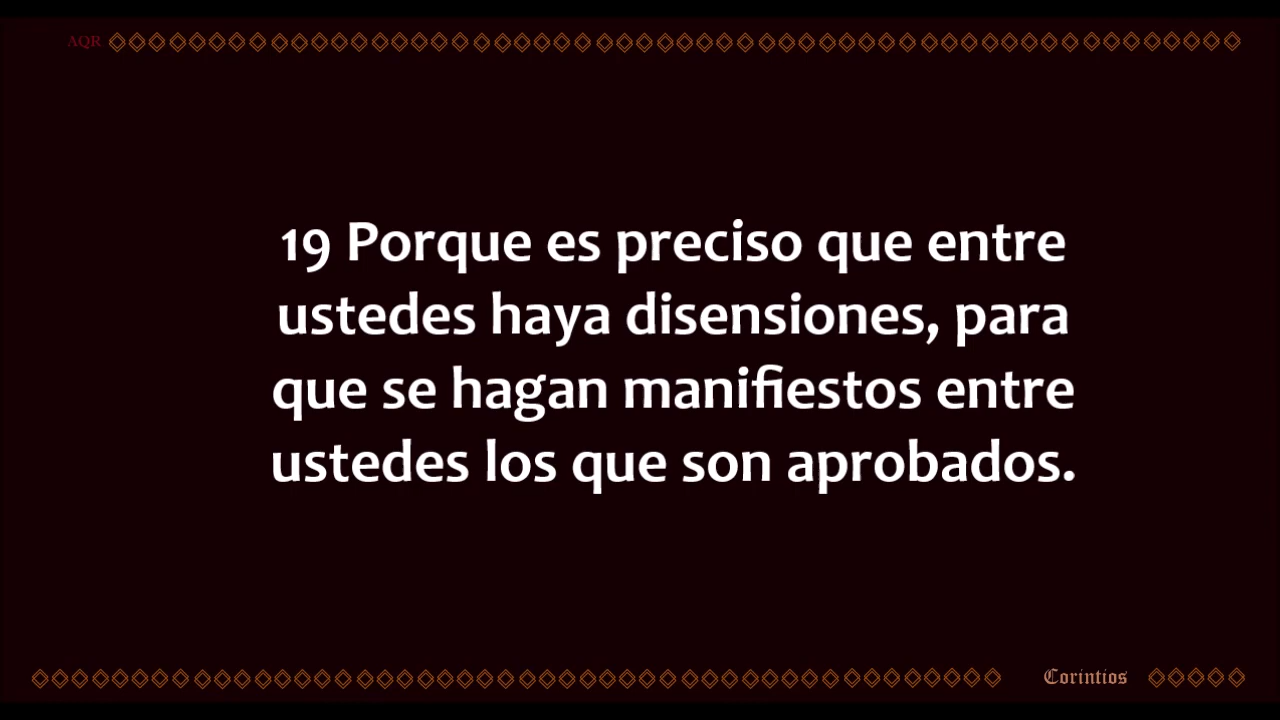 AQR
19 Porque es preciso que entre
ustedes haya disensiones, para
que se hagan manifiestos entre
ustedes los que son aprobados.
Corintios